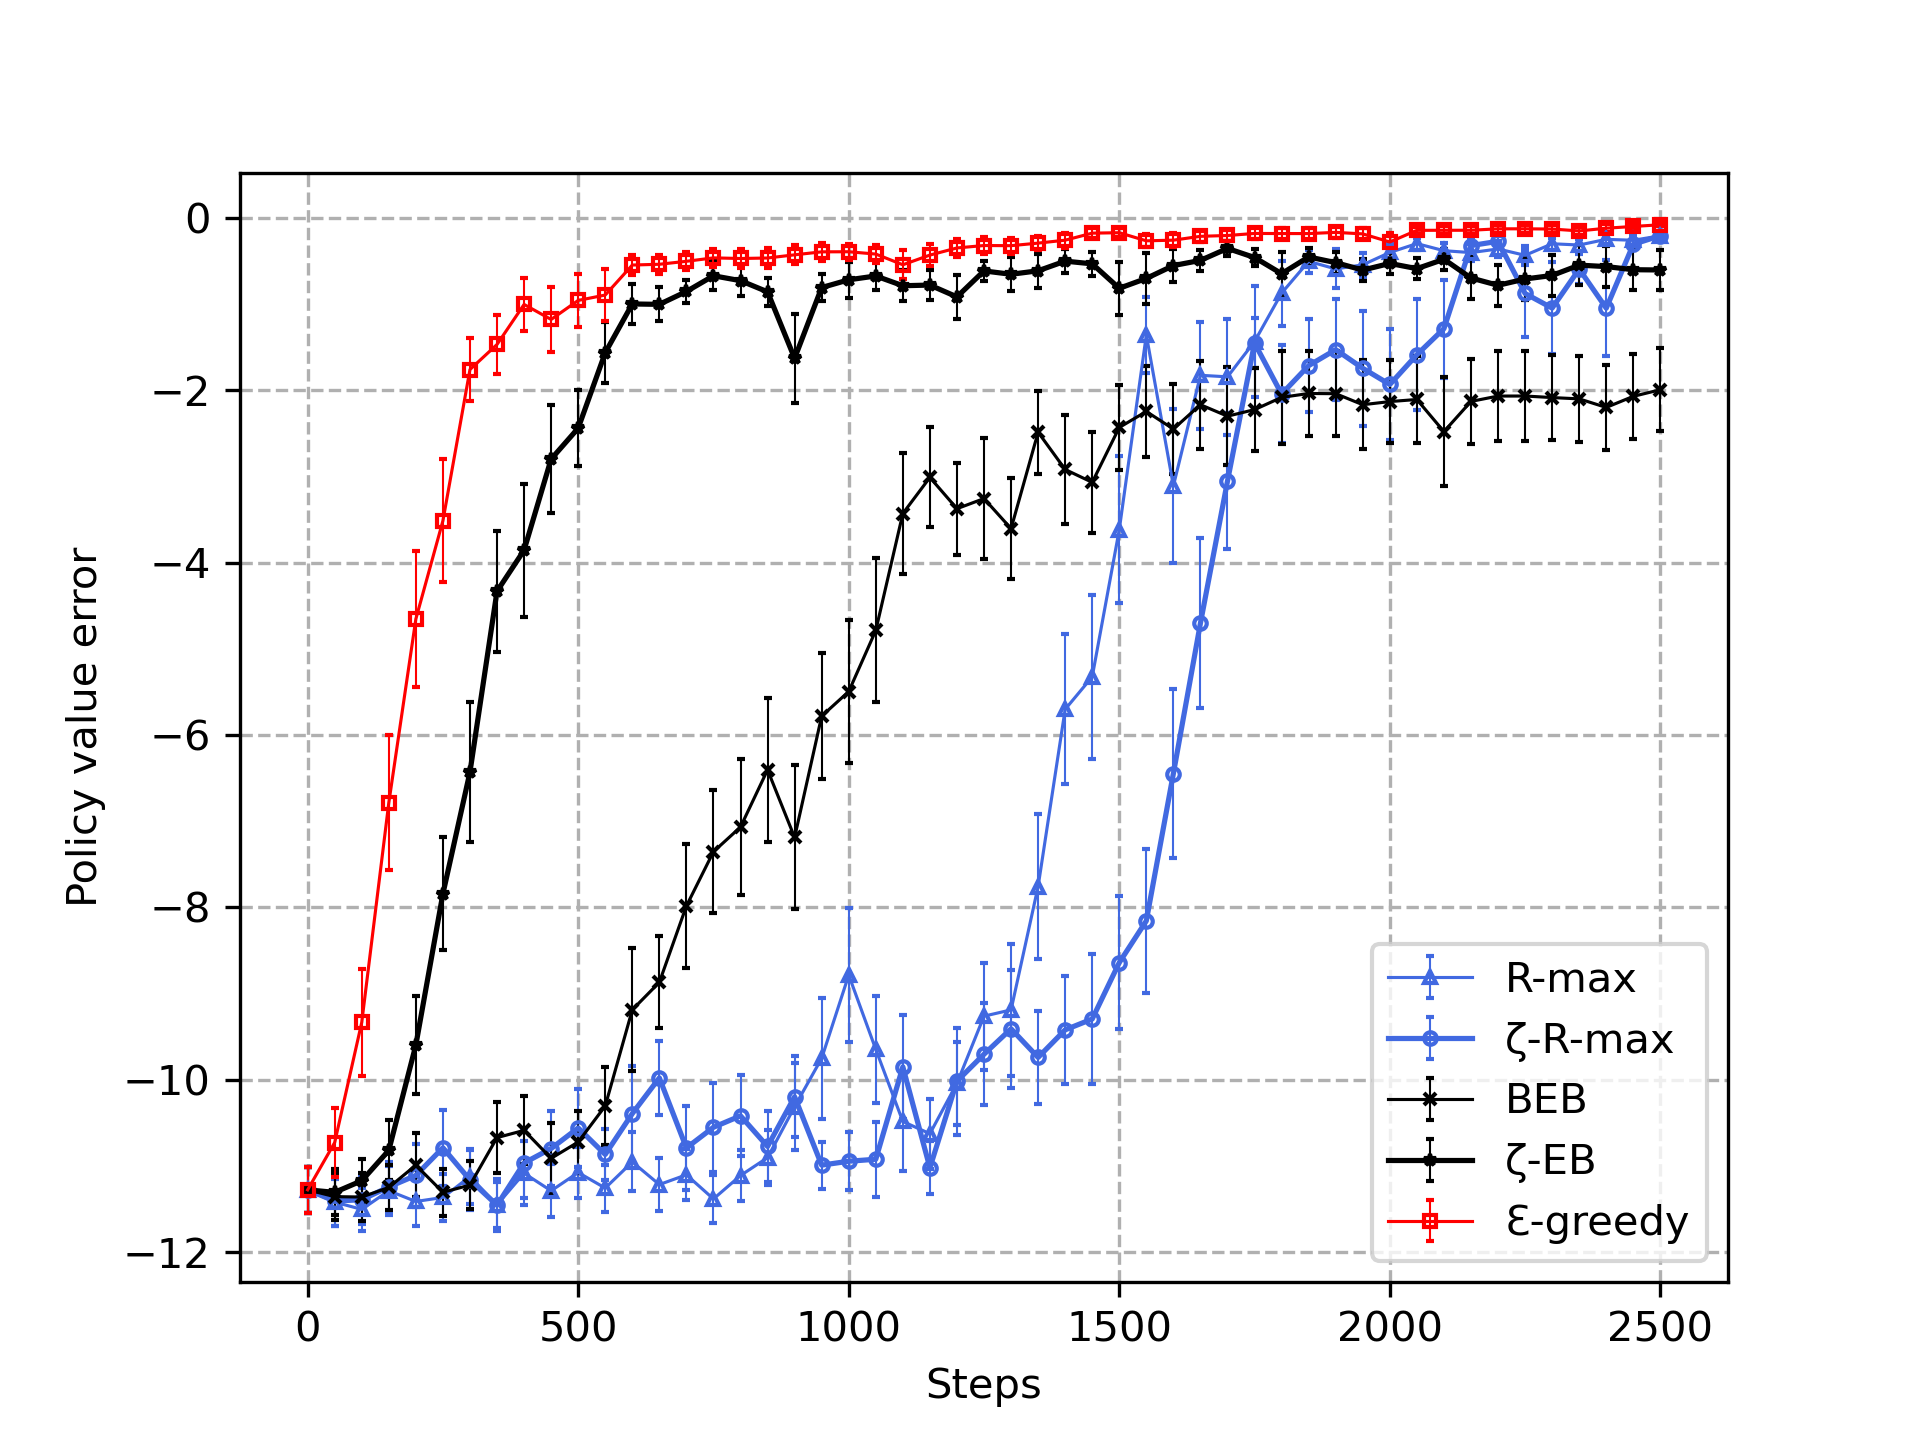 0
−2
−4
−6
−8
−10
−12
Policy value error
0 500 1000 1500 2000 2500
Steps
R-max
ζ-R-max
BEB
ζ-EB
Ɛ-greedy